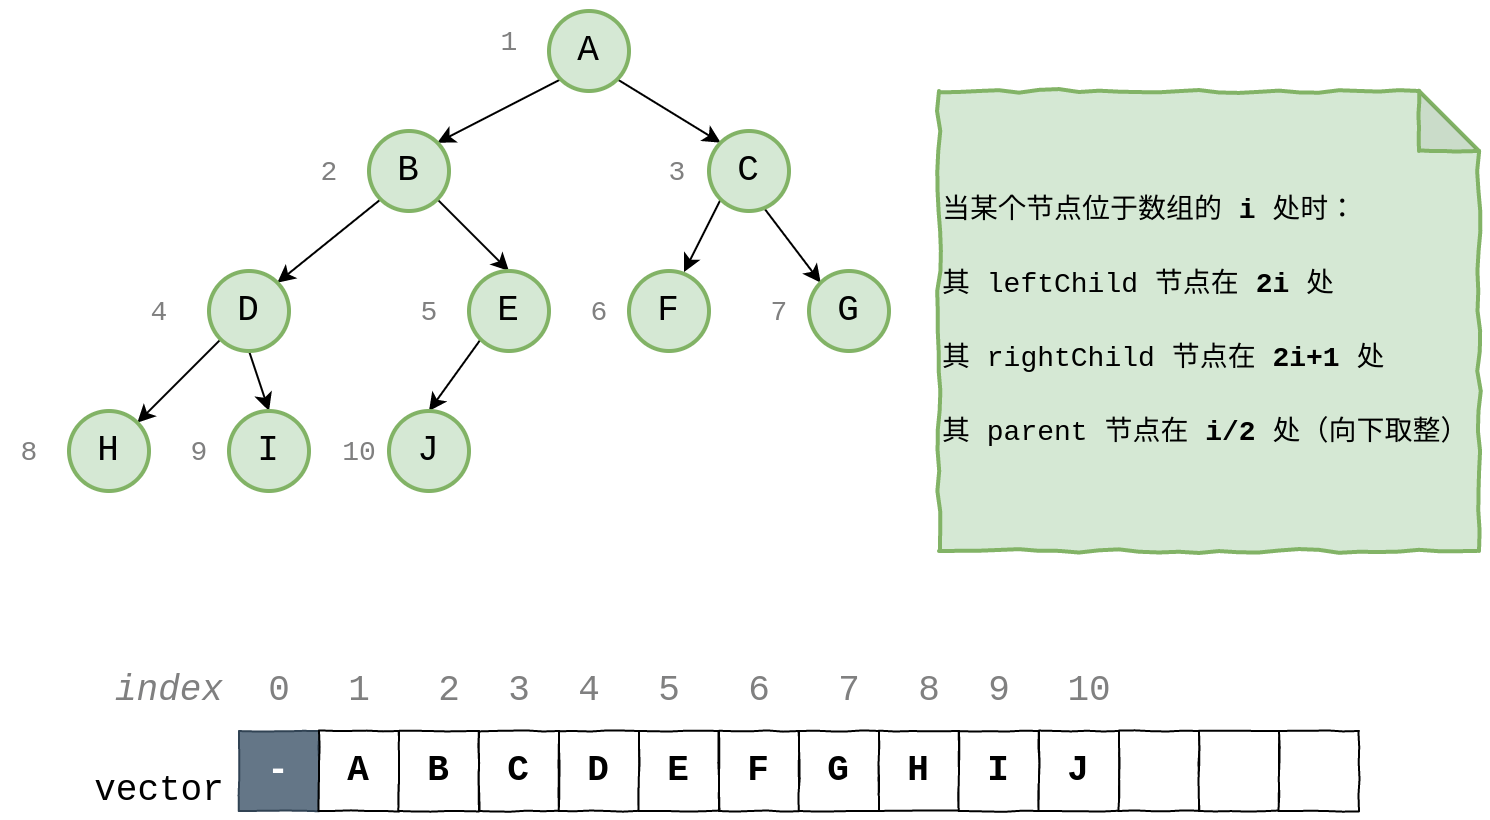 1
A
2
B
3
C
4
D
5
E
6
F
7
G
8
H
9
I
10
J
当某个节点位于数组的 i 处时：
其 leftChild 节点在 2i 处
其 rightChild 节点在 2i+1 处
其 parent 节点在 i/2 处（向下取整）
index 0 1 2 3 4 5 6 7 8 9 10
vector - A B C D E F G H I J